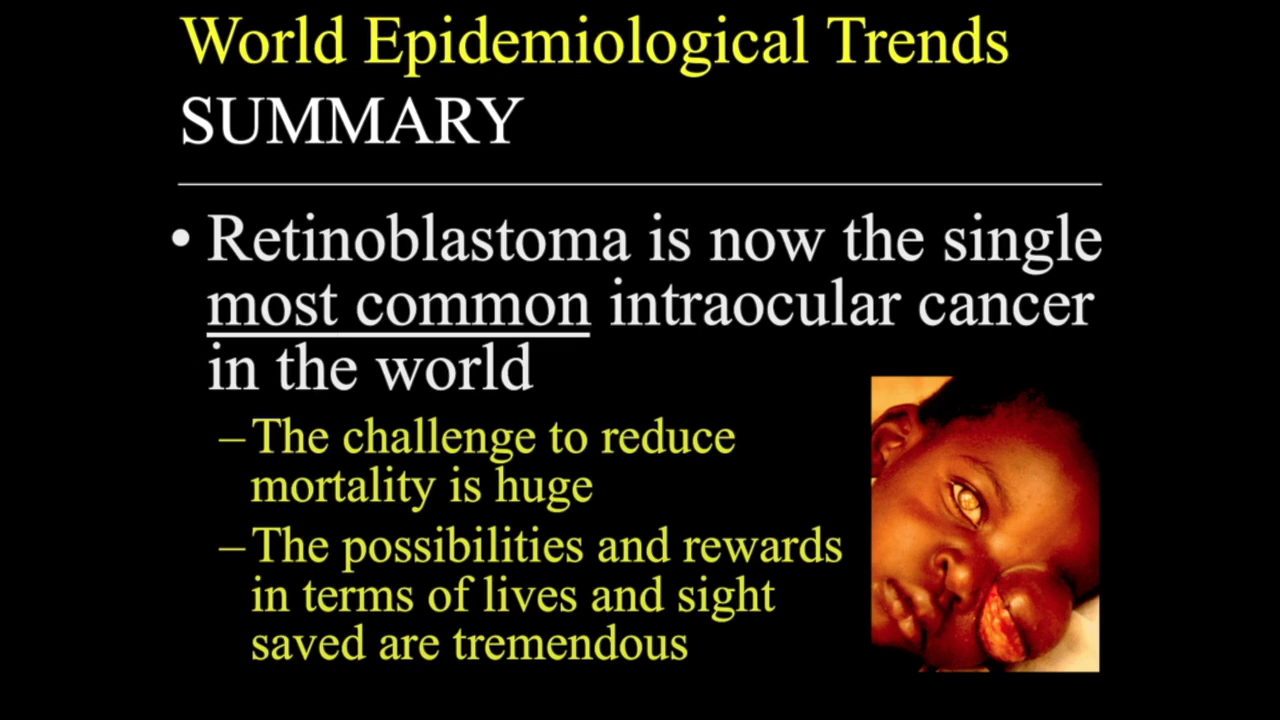 World Epidemiological Trends
SUMMARY
• Retinoblastoma is now the single
most common intraocular cancer
in the world
–The challenge to reduce
mortality is huge
–The possibilities and rewards
in terms of lives and sight
saved are tremendous